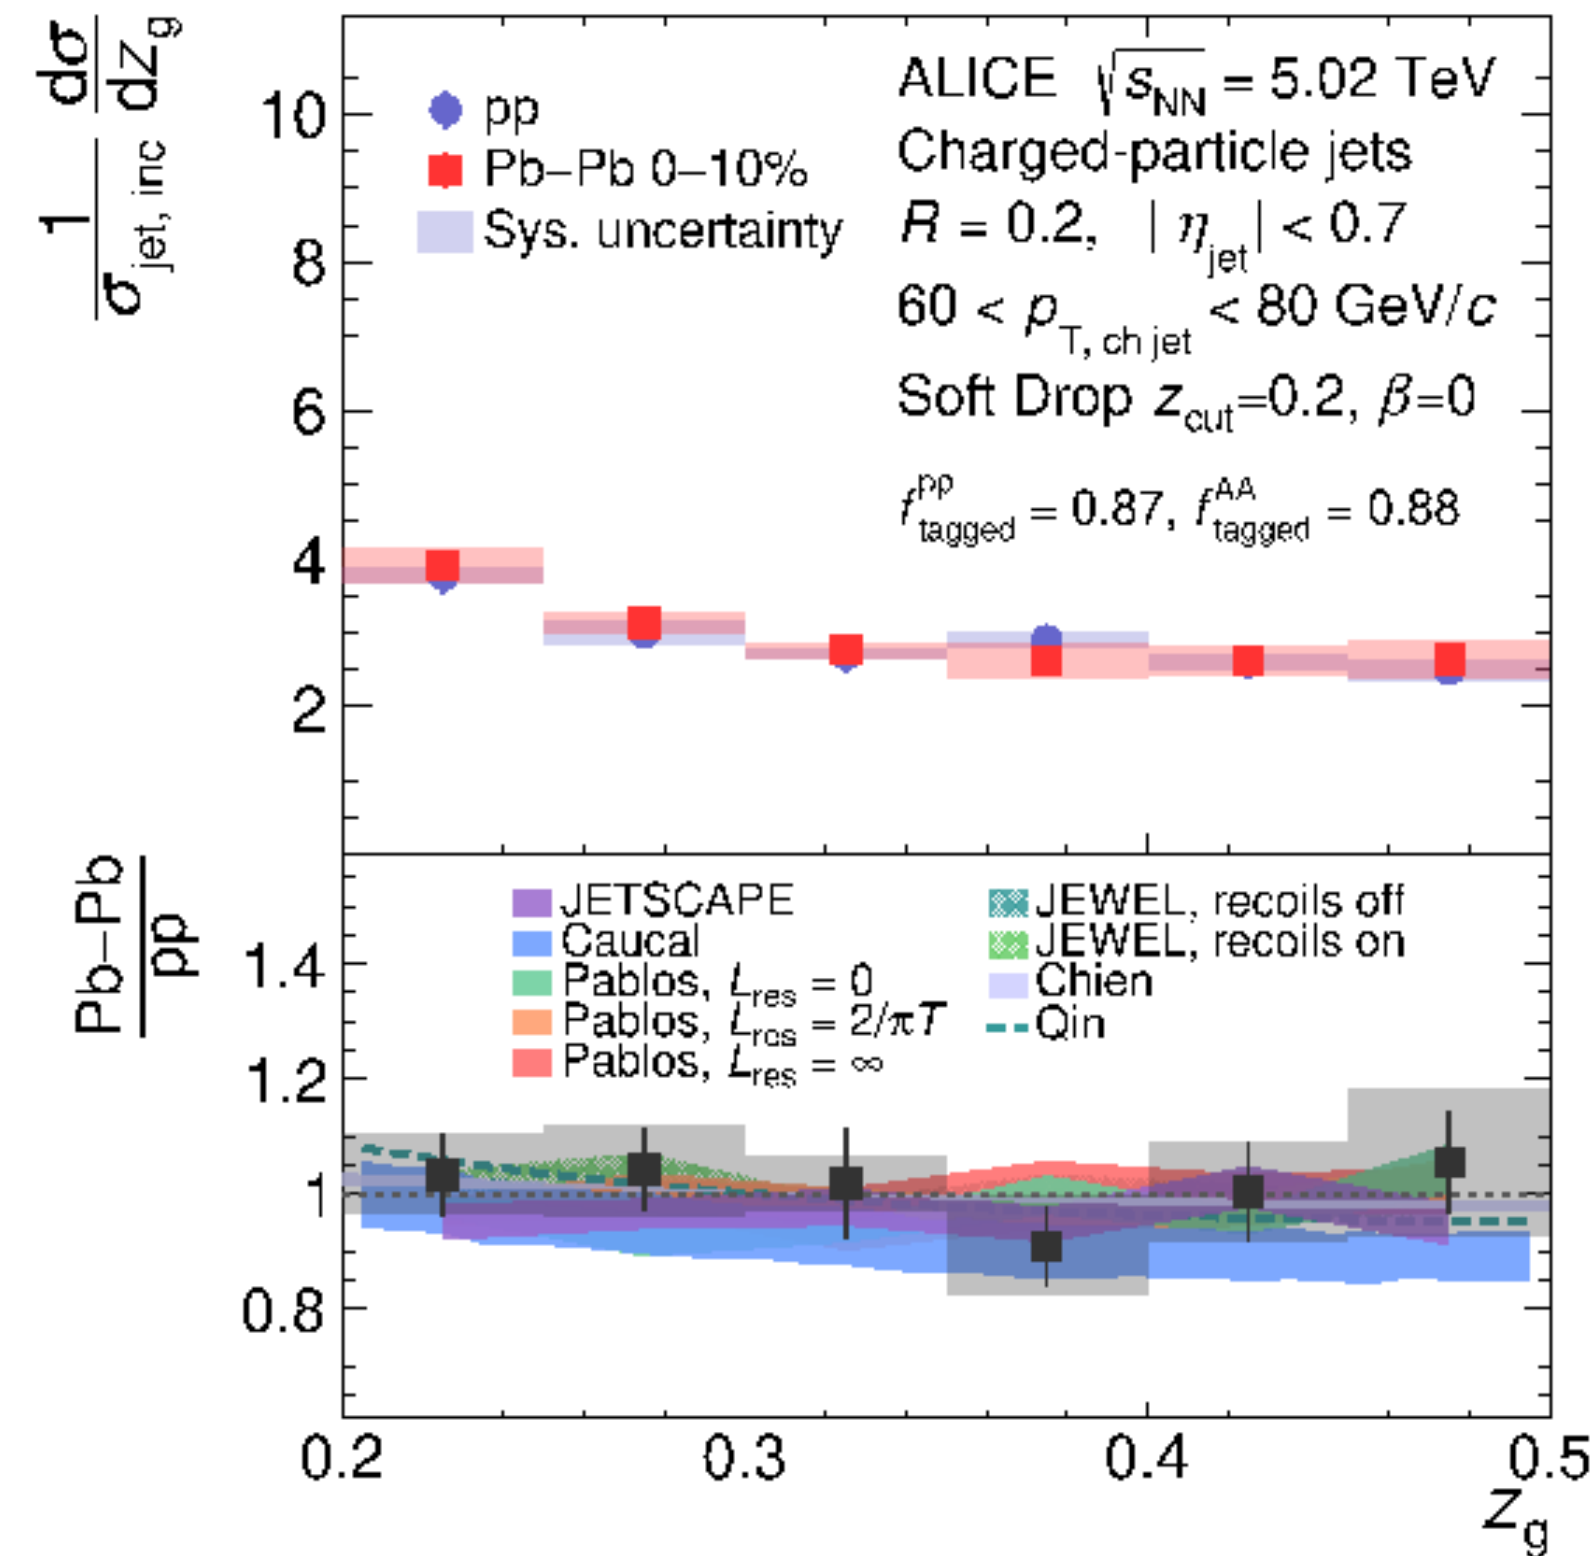 1/σ_jet, inc dσ/dz_g
10
8
6
4
2
pp
Pb–Pb 0–10%
Sys. uncertainty
ALICE √s_NN = 5.02 TeV
Charged-particle jets
R = 0.2, | η_jet | < 0.7
60 < p_T, ch jet < 80 GeV/c
Soft Drop z_cut=0.2, β=0
f^pp_tagged = 0.87, f^AA_tagged = 0.88
Pb–Pb/pp
1.4
1.2
1
0.8
JETSCAPE
Caucal
Pablos, L_res = 0
Pablos, L_res = 2/πT
Pablos, L_res = ∞
JEWEL, recoils off
JEWEL, recoils on
Chien
Qin
0.2 0.3 0.4 0.5
z_g